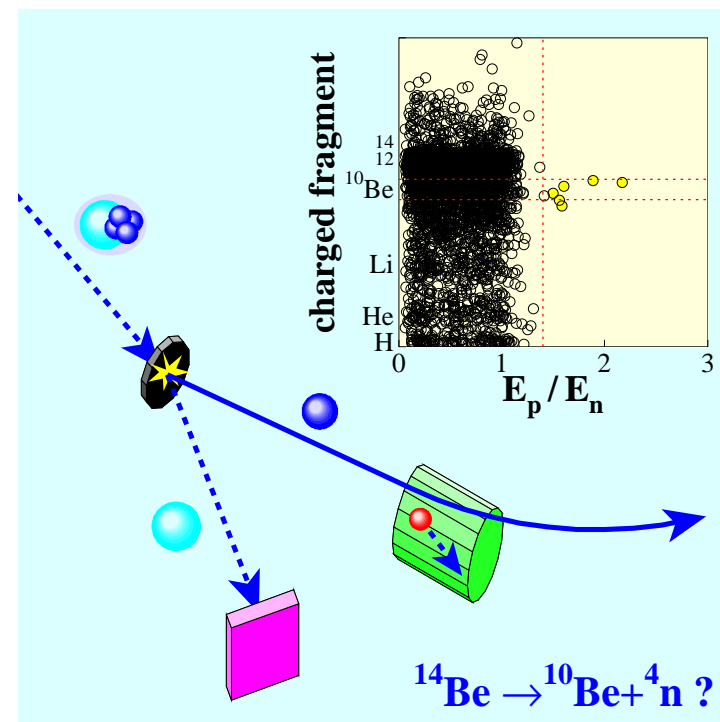 charged fragment
14
12
10Be
Li
He
H
0
1
2
3
Ep / En
14Be → 10Be+4n ?